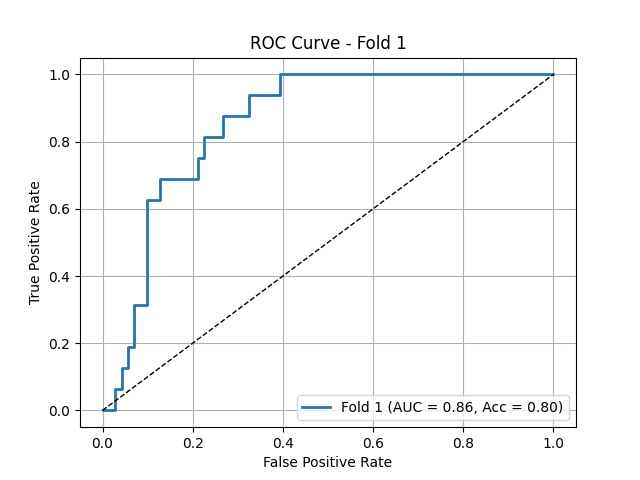 ROC Curve - Fold 1
True Positive Rate
1.0
0.8
0.6
0.4
0.2
0.0
Fold 1 (AUC = 0.86, Acc = 0.80)
0.0 0.2 0.4 0.6 0.8 1.0
False Positive Rate